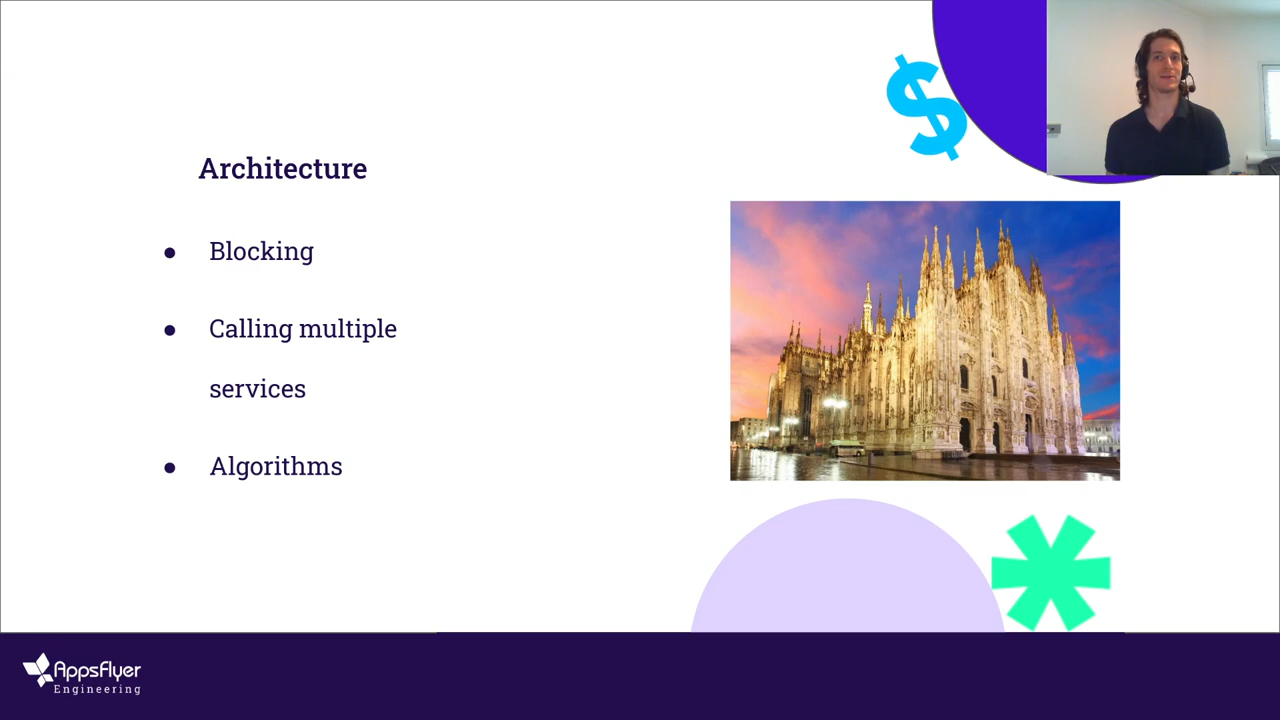 Architecture
● Blocking
● Calling multiple
services
● Algorithms
$
AppsFlyer
Engineering